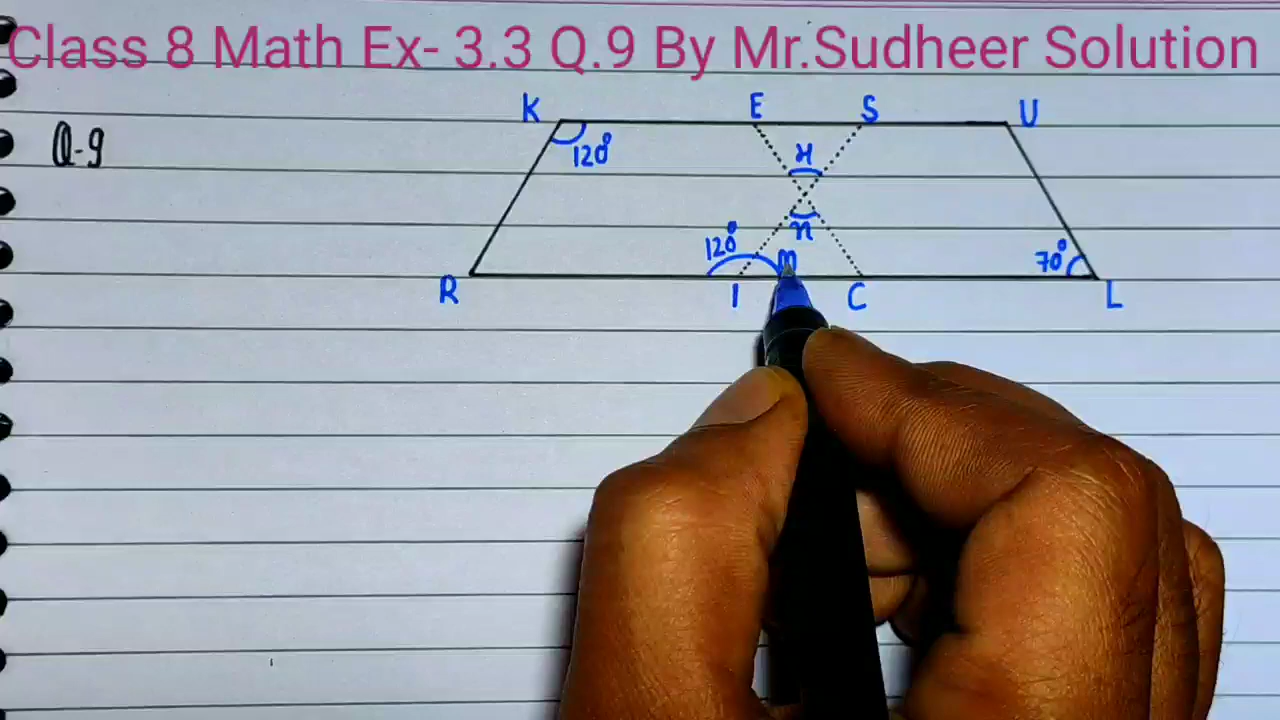 Class 8 Math Ex- 3.3 Q.9 By Mr.Sudheer Solution
Q-9
K E S U
120°
x
n
120°
m
70°
R I C L